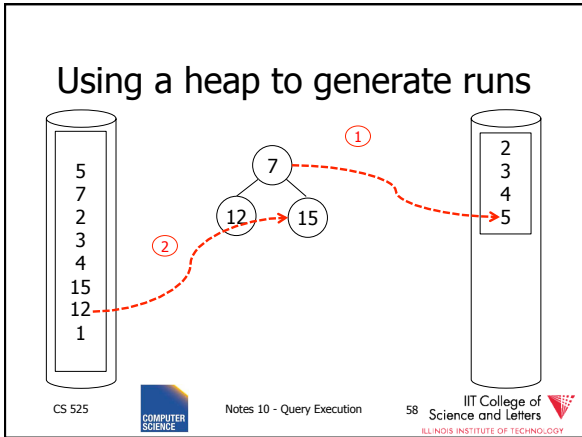 Using a heap to generate runs
5
7
2
3
4
15
12
1
7
12
15
1
2
2
3
4
5
CS 525
COMPUTER
SCIENCE
Notes 10 - Query Execution
58
IIT College of
Science and Letters
ILLINOIS INSTITUTE OF TECHNOLOGY